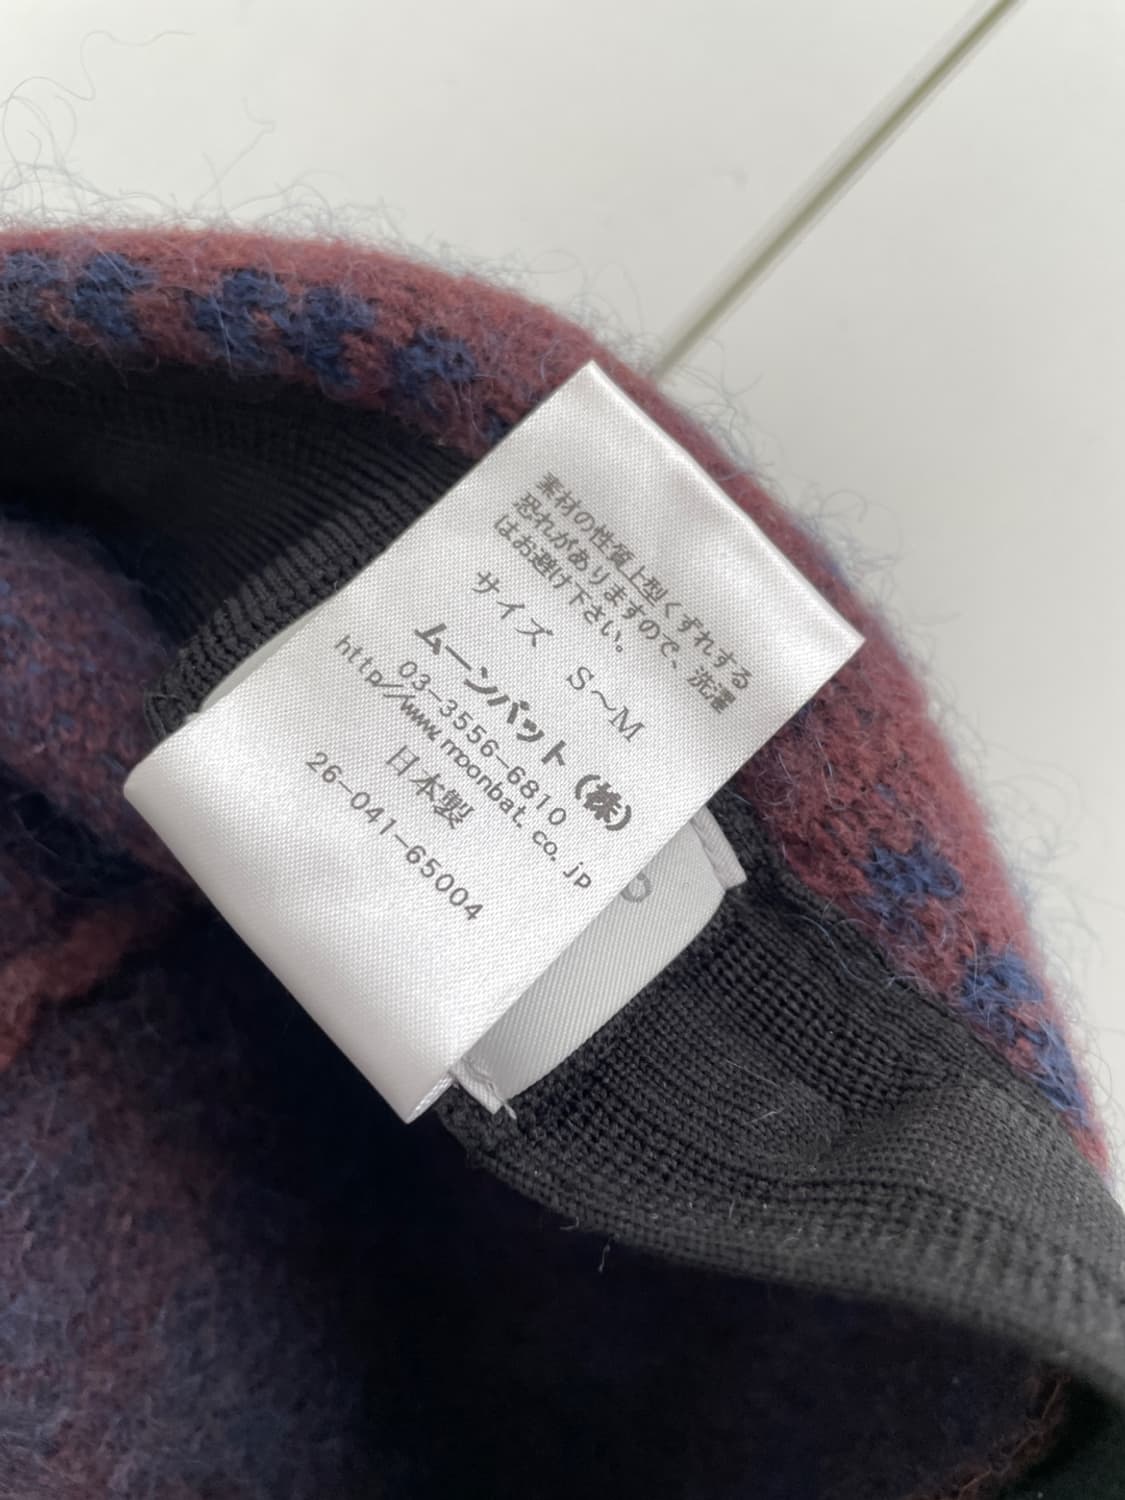 素材の性質上型くずれする
恐れがありますので、洗濯
はお避け下さい。
サイズ S～M
ムーンバット(株)
03-3556-6810
http//www.moonbat.co.jp
日本製
26-041-65004